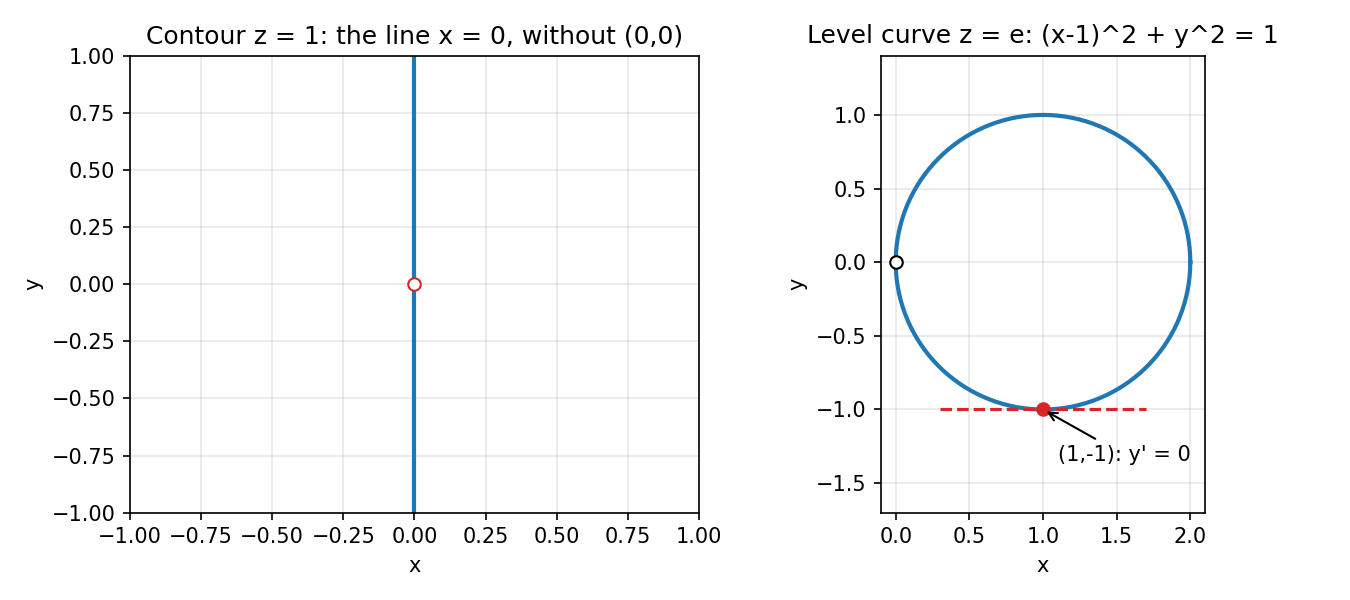 Contour z = 1: the line x = 0, without (0,0)
1.00
0.75
0.50
0.25
0.00
−0.25
−0.50
−0.75
−1.00
y
−1.00 −0.75 −0.50 −0.25 0.00 0.25 0.50 0.75 1.00
x
Level curve z = e: (x-1)^2 + y^2 = 1
1.0
0.5
0.0
−0.5
−1.0
−1.5
y
(1,-1): y' = 0
0.0 0.5 1.0 1.5 2.0
x